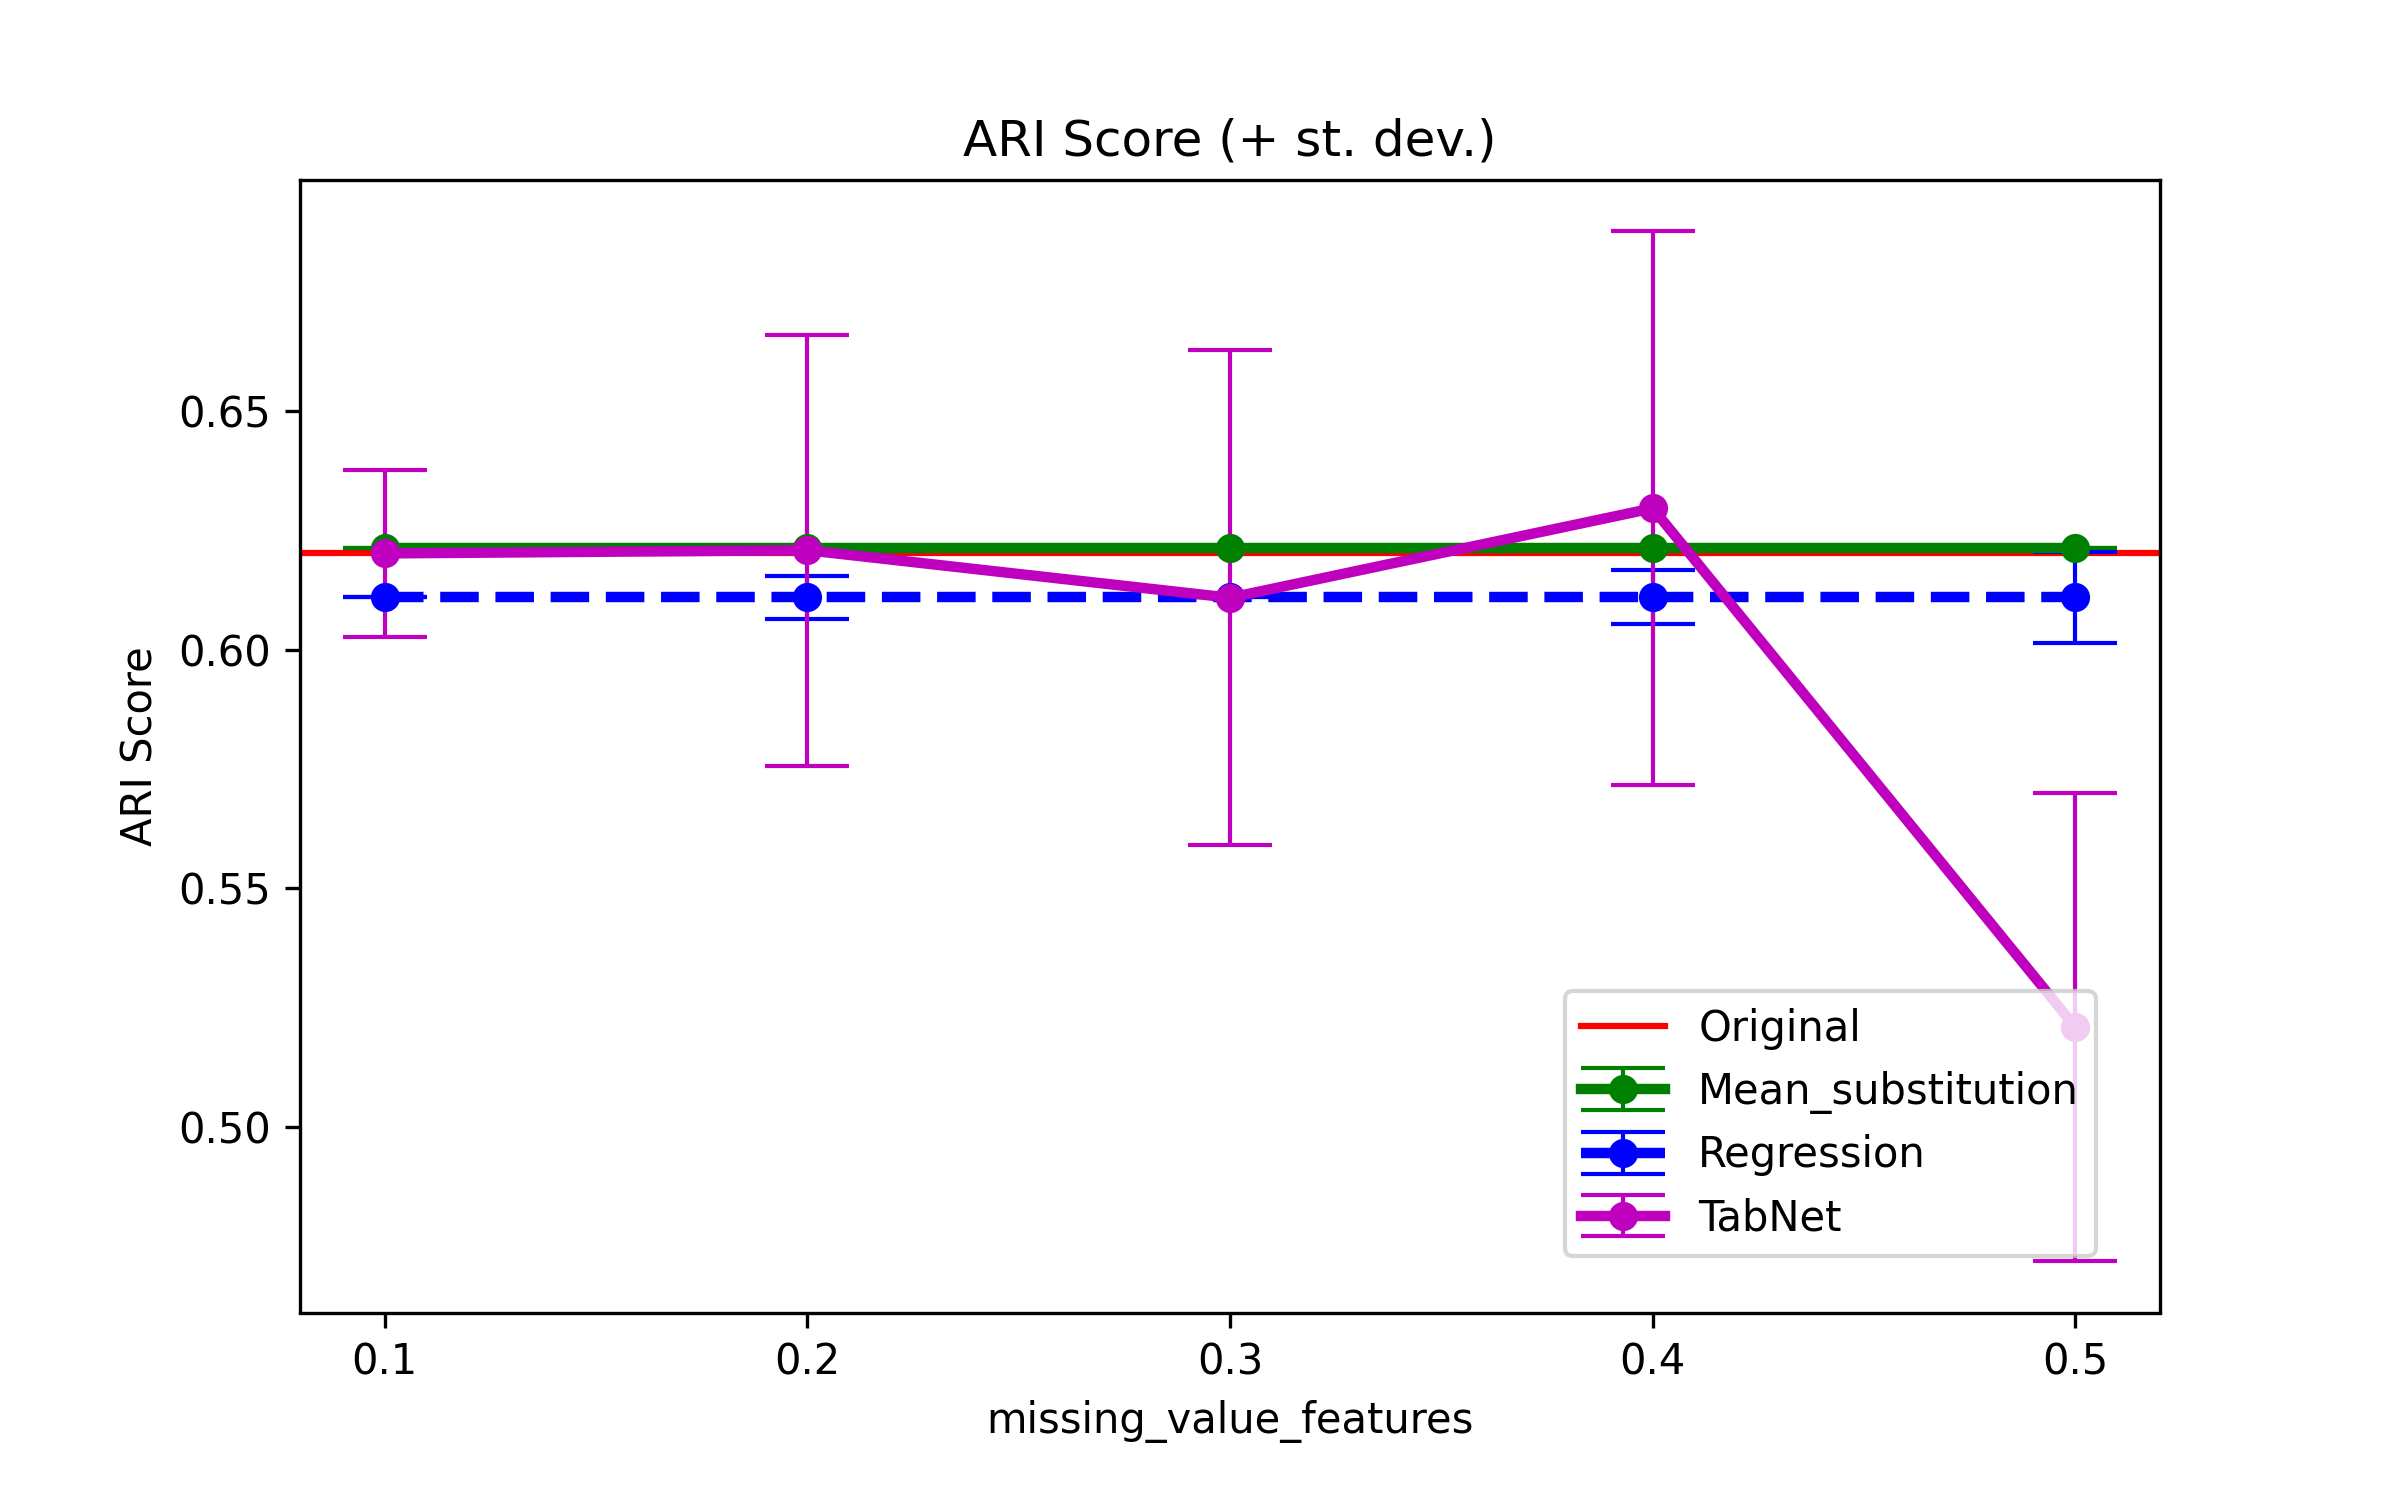 ARI Score (+ st. dev.)
ARI Score
0.65
0.60
0.55
0.50
Original
Mean_substitution
Regression
TabNet
0.1 0.2 0.3 0.4 0.5
missing_value_features